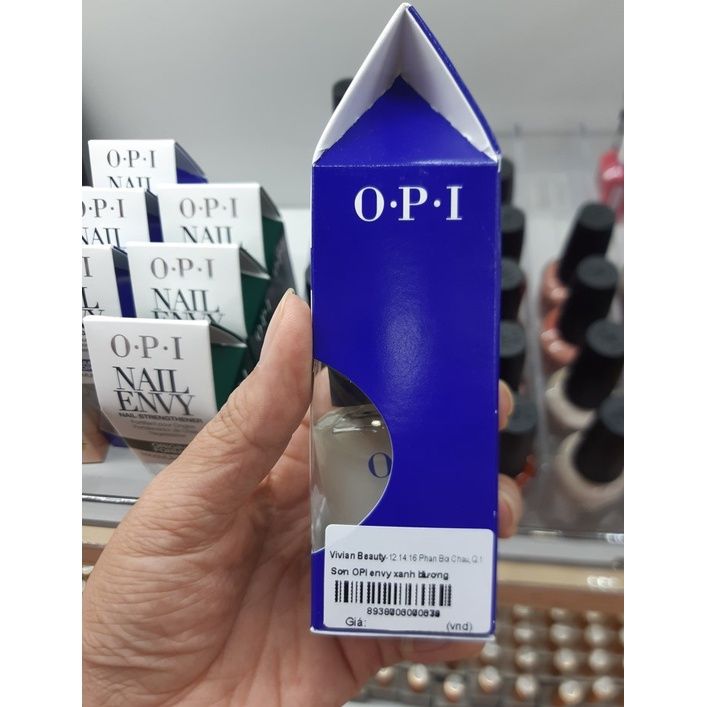 O·P·I
O
Vivian Beauty-12.14.16 Phan Bội Châu, Q.1
Sơn OPI envy xanh dương
Giá: (vnd)
O·P·I
NAIL
O·P·I
NAIL
O·P·I
NAIL
O·P·I
NAIL
ENVY
O·P·I
NAIL
ENVY
NAIL STRENGTHENER